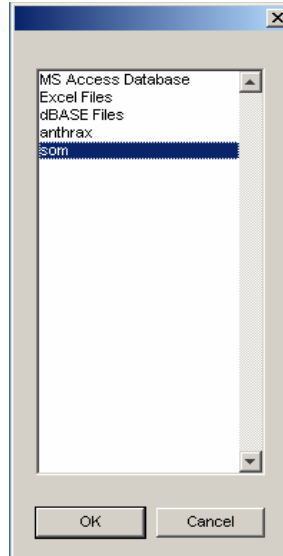 MS Access Database
Excel Files
dBASE Files
anthrax
som
OK Cancel